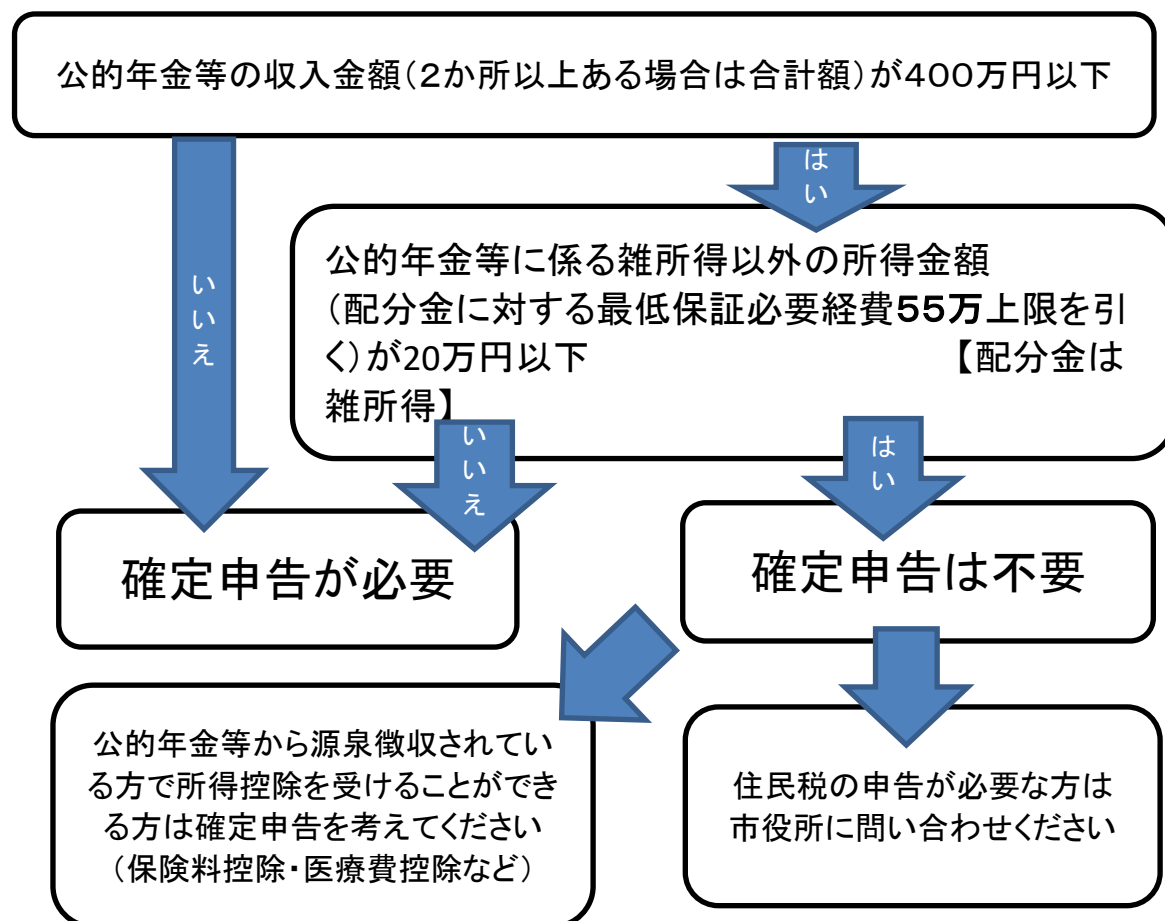 公的年金等の収入金額(２か所以上ある場合は合計額)が４００万円以下
はい
いいえ
公的年金等に係る雑所得以外の所得金額
(配分金に対する最低保証必要経費５５万上限を引
く)が20万円以下 【配分金は
雑所得】
いいえ
はい
確定申告が必要
確定申告は不要
公的年金等から源泉徴収されてい
る方で所得控除を受けることができ
る方は確定申告を考えてください
(保険料控除・医療費控除など)
住民税の申告が必要な方は
市役所に問い合わせください